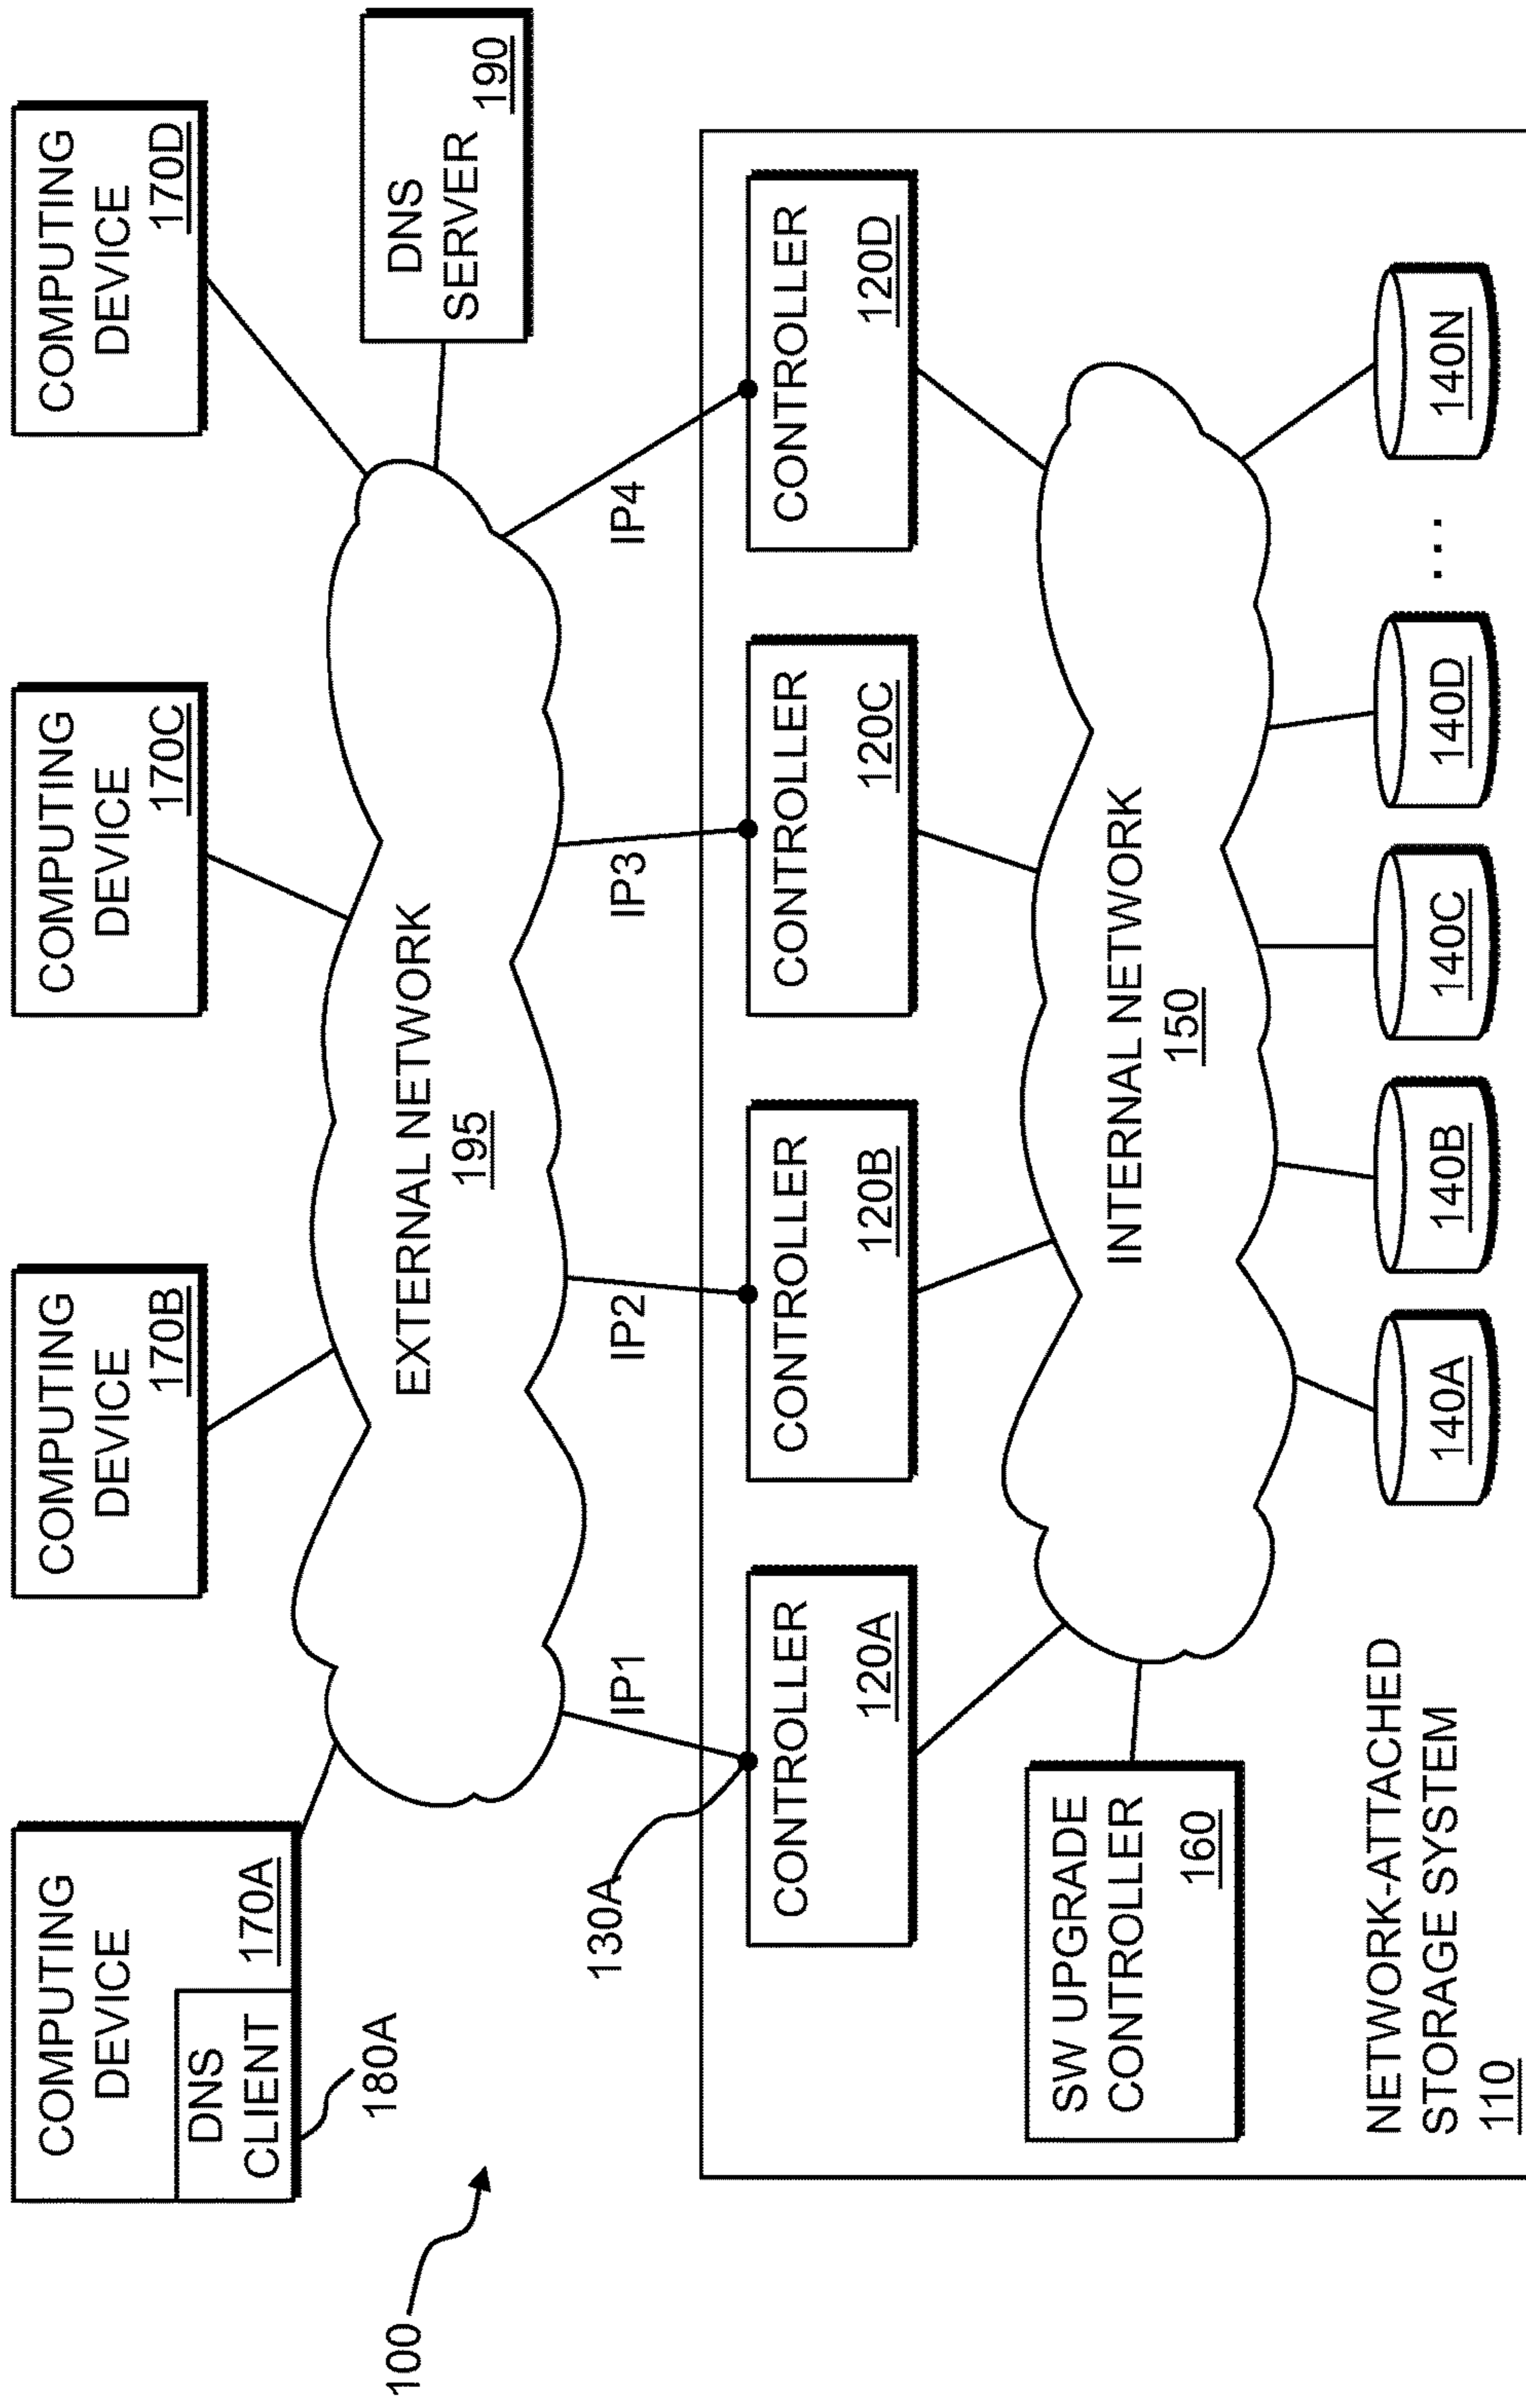 COMPUTING
DEVICE
170A
DNS
CLIENT
180A
COMPUTING
DEVICE
170B
COMPUTING
DEVICE
170C
COMPUTING
DEVICE
170D
100
EXTERNAL NETWORK
195
DNS
SERVER
190
130A
IP1
IP2
IP3
IP4
CONTROLLER
120A
CONTROLLER
120B
CONTROLLER
120C
CONTROLLER
120D
SW UPGRADE
CONTROLLER
160
INTERNAL NETWORK
150
NETWORK-ATTACHED
STORAGE SYSTEM
110
140A
140B
140C
140D
...
140N